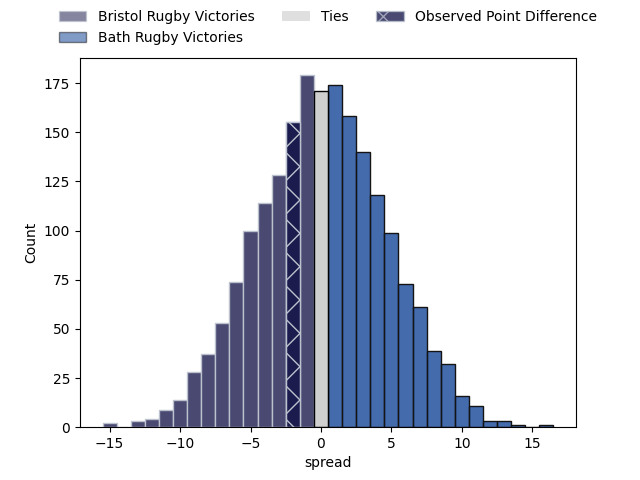 Bristol Rugby Victories
Bath Rugby Victories
Ties
Observed Point Difference
175
150
125
100
75
50
25
0
Count
−15
−10
−5
0
5
10
15
spread